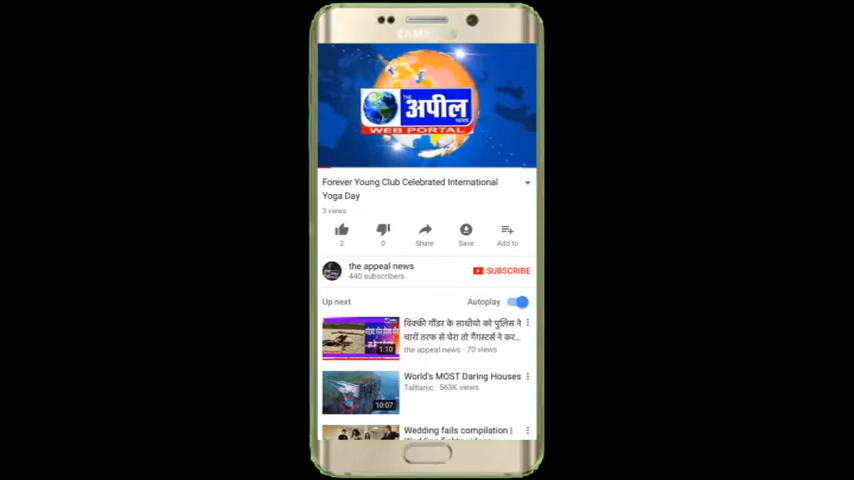 SAMSUNG
THE
अपील
NEWS
WEB PORTAL
Forever Young Club Celebrated International
Yoga Day
3 views
2
0
Share
Save
Add to
the appeal news
440 subscribers
SUBSCRIBE
Up next
Autoplay
विक्की गौंडर के साथीयो को पुलिस ने
चारों तरफ से घेरा तो गैंगस्टर्स ने कर...
the appeal news · 70 views
1:10
World's MOST Daring Houses
Talltanic · 563K views
10:07
Wedding fails compilation |